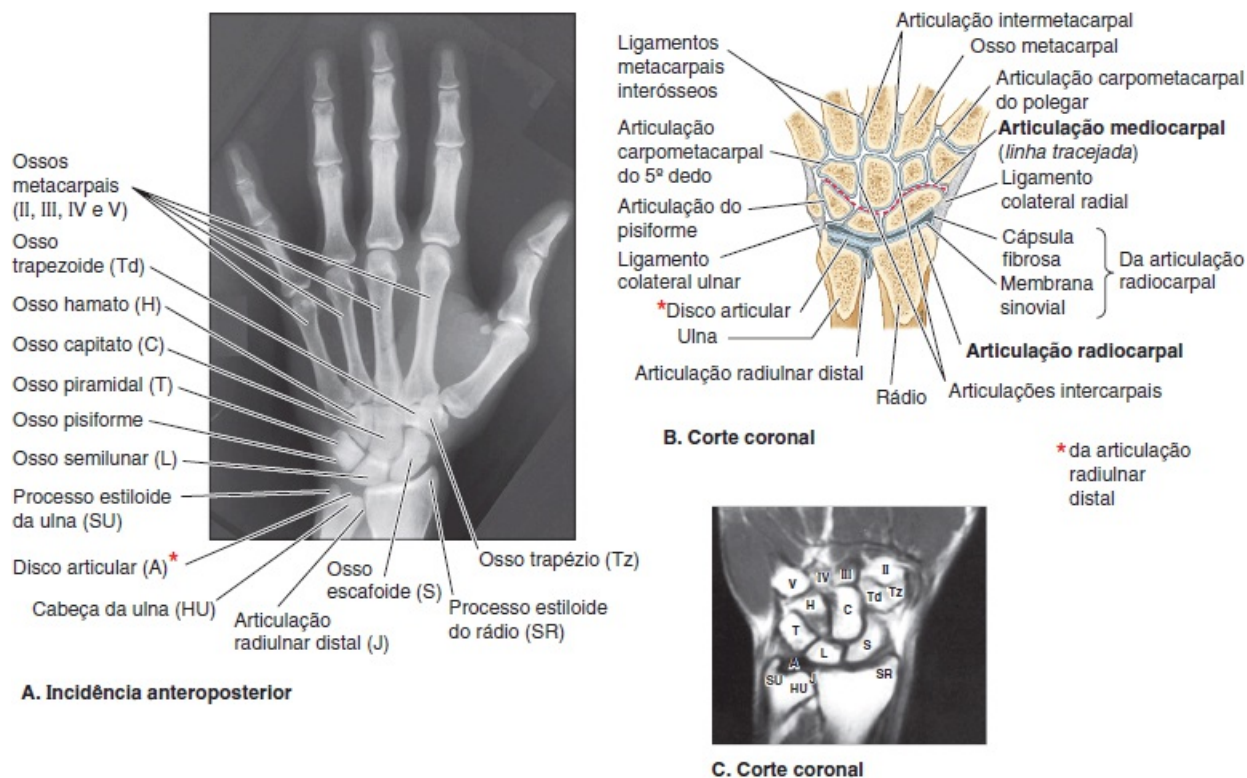 Ossos
metacarpais
(II, III, IV e V)
Osso
trapezoide (Td)
Osso hamato (H)
Osso capitato (C)
Osso piramidal (T)
Osso pisiforme
Osso semilunar (L)
Processo estiloide
da ulna (SU)
Disco articular (A)*
Cabeça da ulna (HU)
Articulação
radiulnar distal (J)
Osso
escafoide (S)
Osso trapézio (Tz)
Processo estiloide
do rádio (SR)
A. Incidência anteroposterior
Articulação intermetacarpal
Ligamentos
metacarpais
interósseos
Osso metacarpal
Articulação carpometacarpal
do polegar
Articulação
carpometacarpal
do 5º dedo
Articulação mediocarpal
(linha tracejada)
Ligamento
colateral radial
Articulação do
pisiforme
Cápsula
fibrosa
Membrana
sinovial
Da articulação
radiocarpal
Ligamento
colateral ulnar
*Disco articular
Ulna
Articulação radiulnar distal
Rádio
Articulação radiocarpal
Articulações intercarpais
B. Corte coronal
* da articulação
radiulnar
distal
V IV III II
H C Td Tz
T L S
A
SU HU J SR
C. Corte coronal